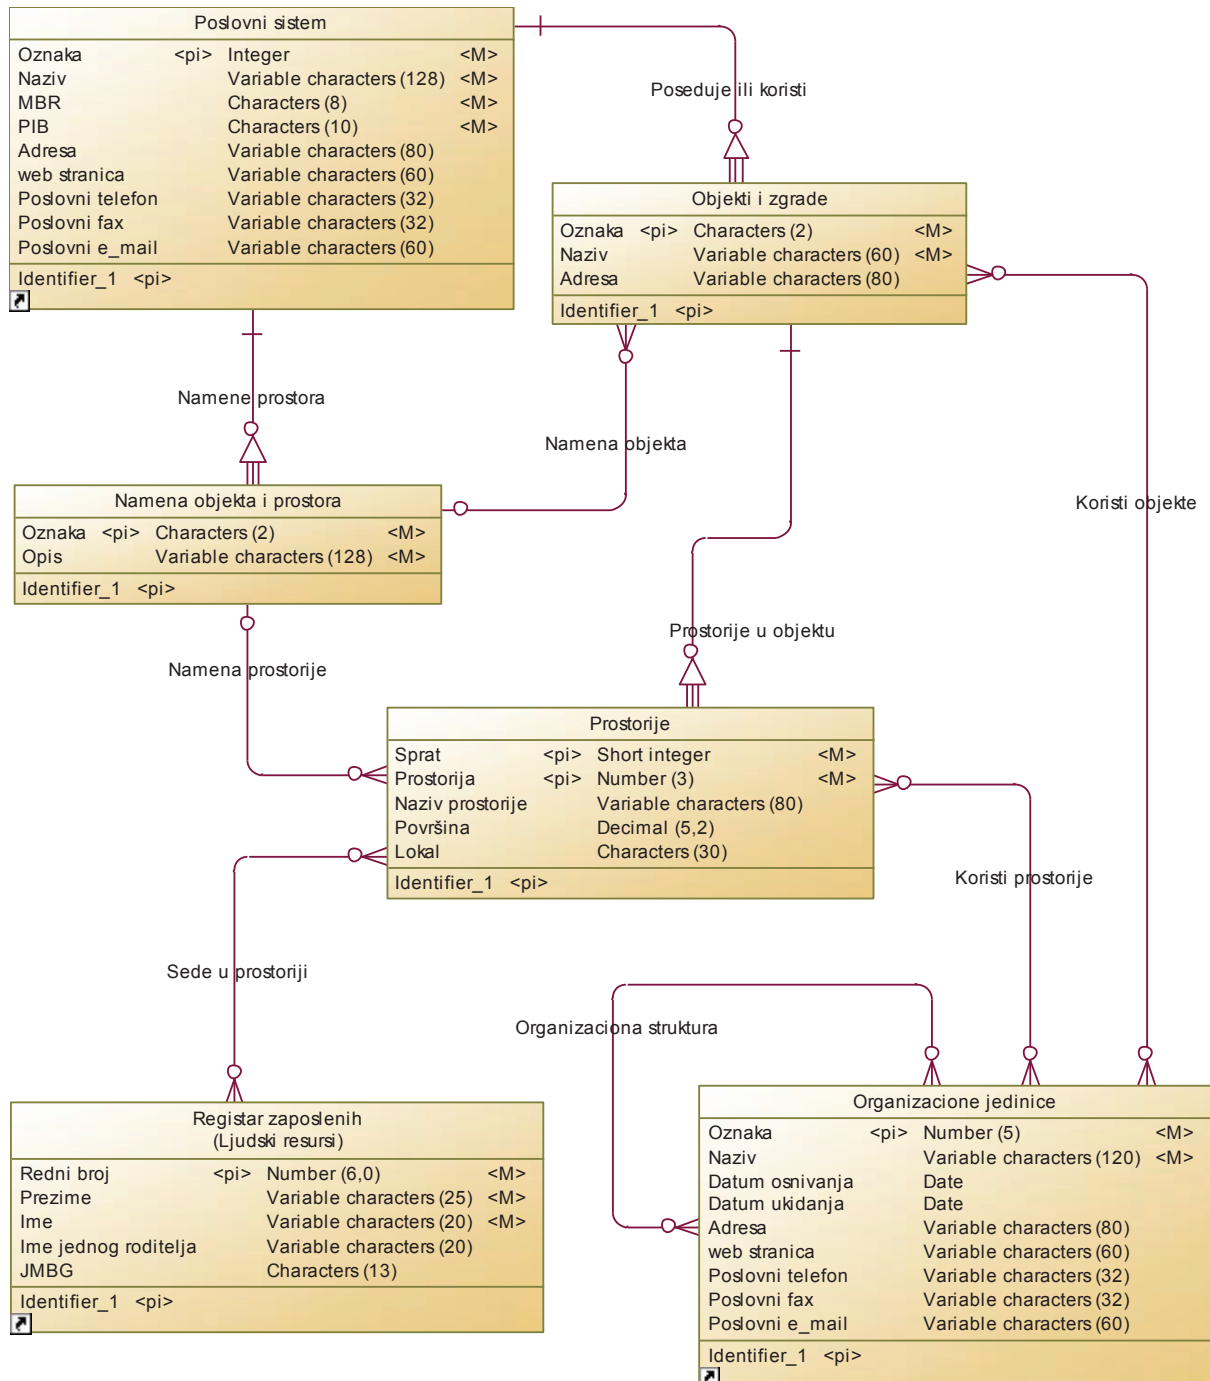 Poslovni sistem
Oznaka <pi> Integer <M>
Naziv Variable characters (128) <M>
MBR Characters (8) <M>
PIB Characters (10) <M>
Adresa Variable characters (80)
web stranica Variable characters (60)
Poslovni telefon Variable characters (32)
Poslovni fax Variable characters (32)
Poslovni e_mail Variable characters (60)
Identifier_1 <pi>
Poseduje ili koristi
Objekti i zgrade
Oznaka <pi> Characters (2) <M>
Naziv Variable characters (60) <M>
Adresa Variable characters (80)
Identifier_1 <pi>
Namene prostora
Namena objekta
Koristi objekte
Namena objekta i prostora
Oznaka <pi> Characters (2) <M>
Opis Variable characters (128) <M>
Identifier_1 <pi>
Prostorije u objektu
Namena prostorije
Prostorije
Sprat <pi> Short integer <M>
Prostorija <pi> Number (3) <M>
Naziv prostorije Variable characters (80)
Površina Decimal (5,2)
Lokal Characters (30)
Identifier_1 <pi>
Koristi prostorije
Sede u prostoriji
Organizaciona struktura
Registar zaposlenih
(Ljudski resursi)
Redni broj <pi> Number (6,0) <M>
Prezime Variable characters (25) <M>
Ime Variable characters (20) <M>
Ime jednog roditelja Variable characters (20)
JMBG Characters (13)
Identifier_1 <pi>
Organizacione jedinice
Oznaka <pi> Number (5) <M>
Naziv Variable characters (120) <M>
Datum osnivanja Date
Datum ukidanja Date
Adresa Variable characters (80)
web stranica Variable characters (60)
Poslovni telefon Variable characters (32)
Poslovni fax Variable characters (32)
Poslovni e_mail Variable characters (60)
Identifier_1 <pi>